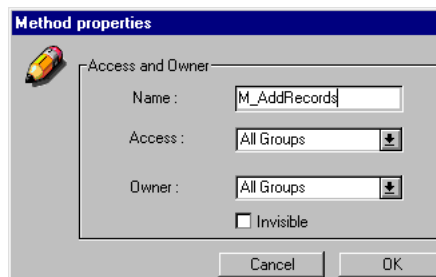 Method properties
Access and Owner
Name : M_AddRecords
Access : All Groups
Owner : All Groups
Invisible
Cancel OK